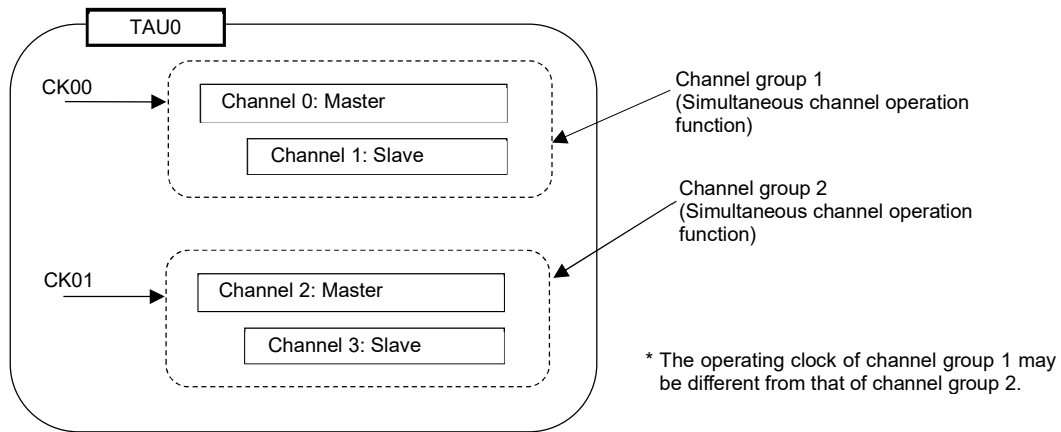 TAU0
CK00
Channel 0: Master
Channel 1: Slave
Channel group 1
(Simultaneous channel operation
function)
Channel group 2
(Simultaneous channel operation
function)
CK01
Channel 2: Master
Channel 3: Slave
* The operating clock of channel group 1 may
be different from that of channel group 2.